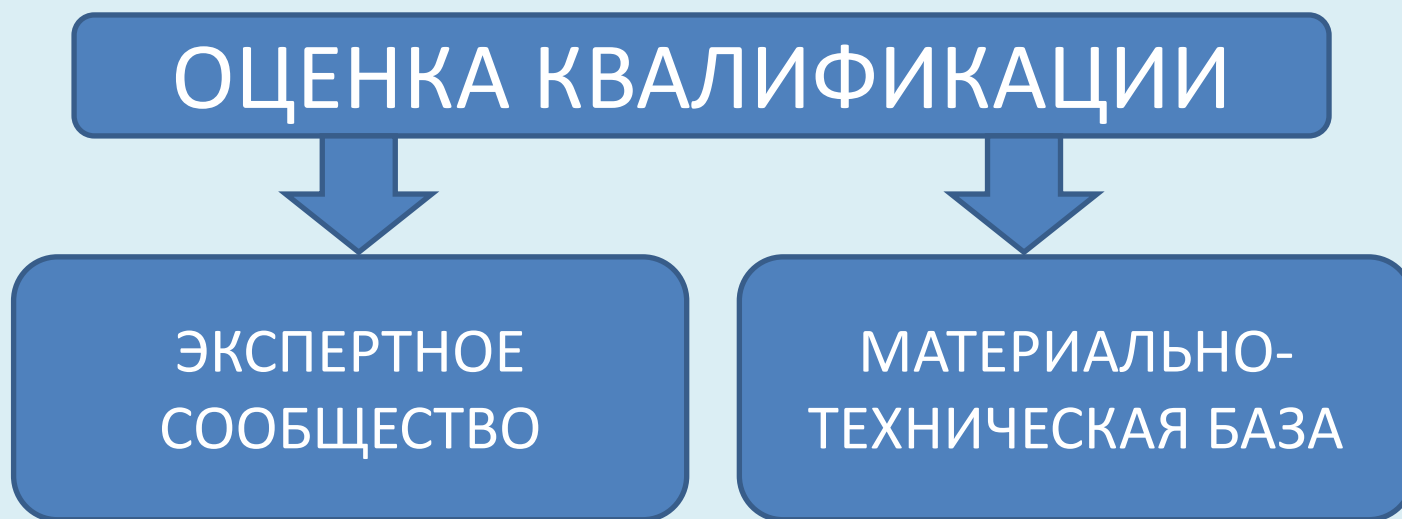 ОЦЕНКА КВАЛИФИКАЦИИ
ЭКСПЕРТНОЕ
СООБЩЕСТВО
МАТЕРИАЛЬНО-
ТЕХНИЧЕСКАЯ БАЗА